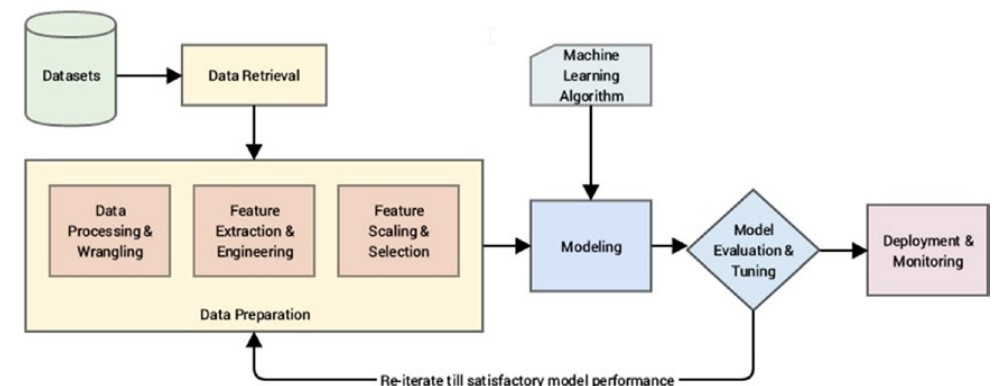 Datasets
Data Retrieval
Machine
Learning
Algorithm
Data
Processing &
Wrangling
Feature
Extraction &
Engineering
Feature
Scaling &
Selection
Data Preparation
Modeling
Model
Evaluation &
Tuning
Deployment &
Monitoring
Re-iterate till satisfactory model performance